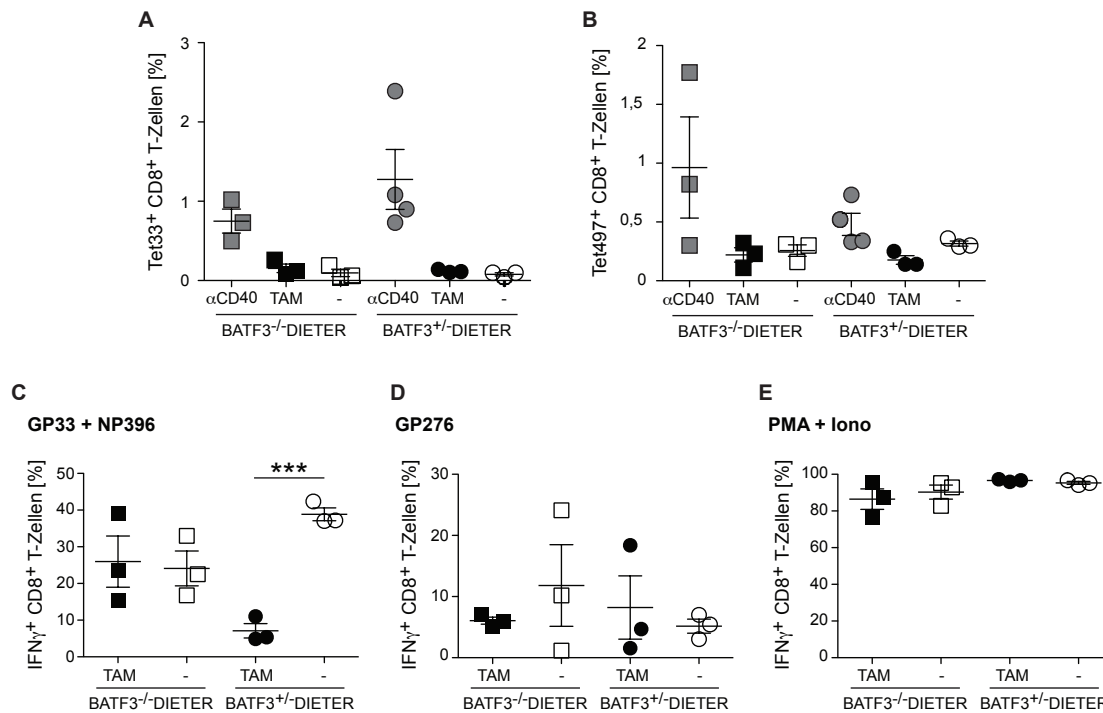 A
Tet33⁺ CD8⁺ T-Zellen [%]
3
2
1
0
αCD40 TAM - αCD40 TAM -
BATF3⁻/⁻DIETER BATF3⁺/⁻DIETER
B
Tet497⁺ CD8⁺ T-Zellen [%]
2
1,5
1
0,5
0
αCD40 TAM - αCD40 TAM -
BATF3⁻/⁻DIETER BATF3⁺/⁻DIETER
C
GP33 + NP396
IFNγ⁺ CD8⁺ T-Zellen [%]
50
40
30
20
10
0
***
TAM - TAM -
BATF3⁻/⁻DIETER BATF3⁺/⁻DIETER
D
GP276
IFNγ⁺ CD8⁺ T-Zellen [%]
30
20
10
0
TAM - TAM -
BATF3⁻/⁻DIETER BATF3⁺/⁻DIETER
E
PMA + Iono
IFNγ⁺ CD8⁺ T-Zellen [%]
100
80
60
40
20
0
TAM - TAM -
BATF3⁻/⁻DIETER BATF3⁺/⁻DIETER